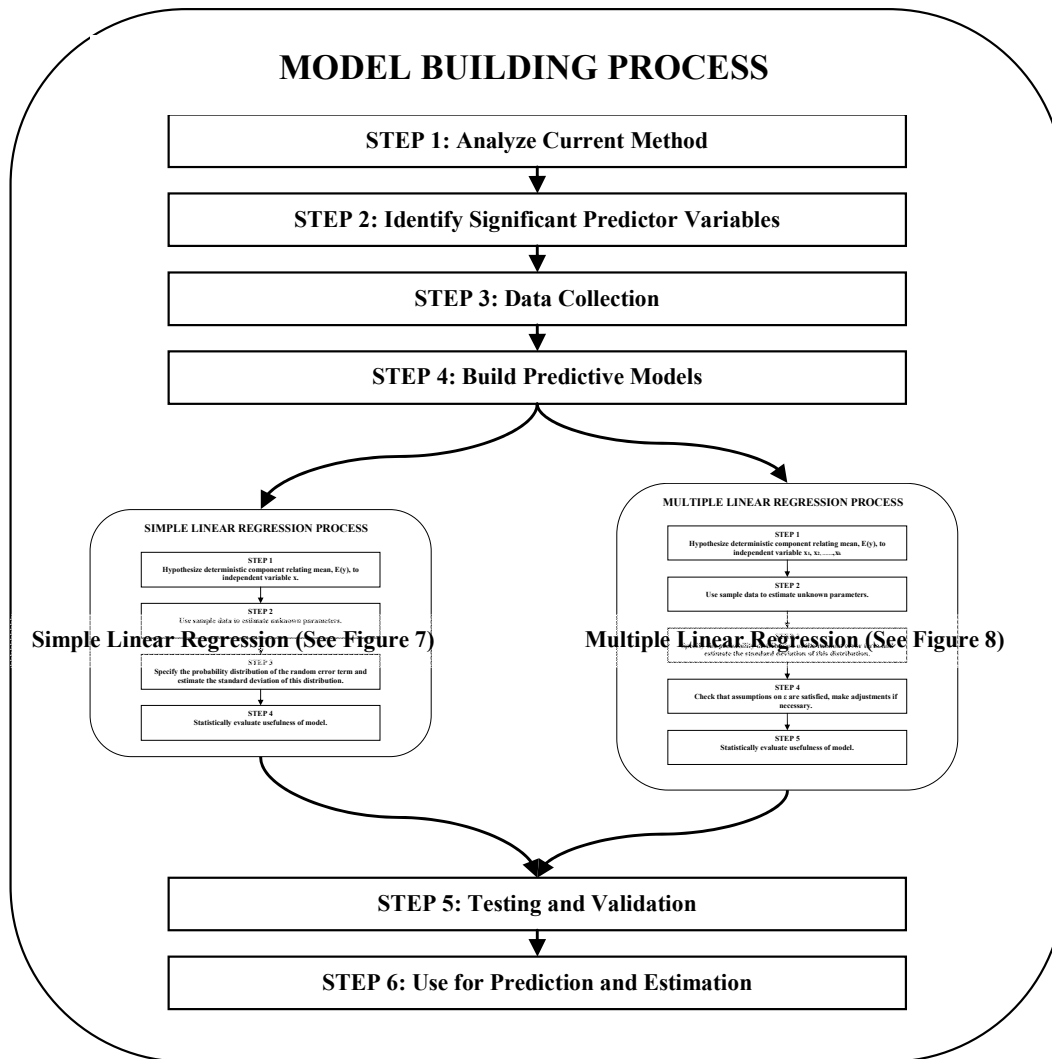 MODEL BUILDING PROCESS
STEP 1: Analyze Current Method
STEP 2: Identify Significant Predictor Variables
STEP 3: Data Collection
STEP 4: Build Predictive Models
SIMPLE LINEAR REGRESSION PROCESS
STEP 1
Hypothesize deterministic component relating mean, E(y), to
independent variable x.
STEP 2
Use sample data to estimate unknown parameters.
Simple Linear Regression (See Figure 7)
STEP 3
Specify the probability distribution of the random error term and
estimate the standard deviation of this distribution.
STEP 4
Statistically evaluate usefulness of model.
MULTIPLE LINEAR REGRESSION PROCESS
STEP 1
Hypothesize deterministic component relating mean, E(y), to
independent variable x₁, x₂,......,xₖ
STEP 2
Use sample data to estimate unknown parameters.
Multiple Linear Regression (See Figure 8)
estimate the standard deviation of this distribution.
STEP 4
Check that assumptions on ε are satisfied, make adjustments if
necessary.
STEP 5
Statistically evaluate usefulness of model.
STEP 5: Testing and Validation
STEP 6: Use for Prediction and Estimation